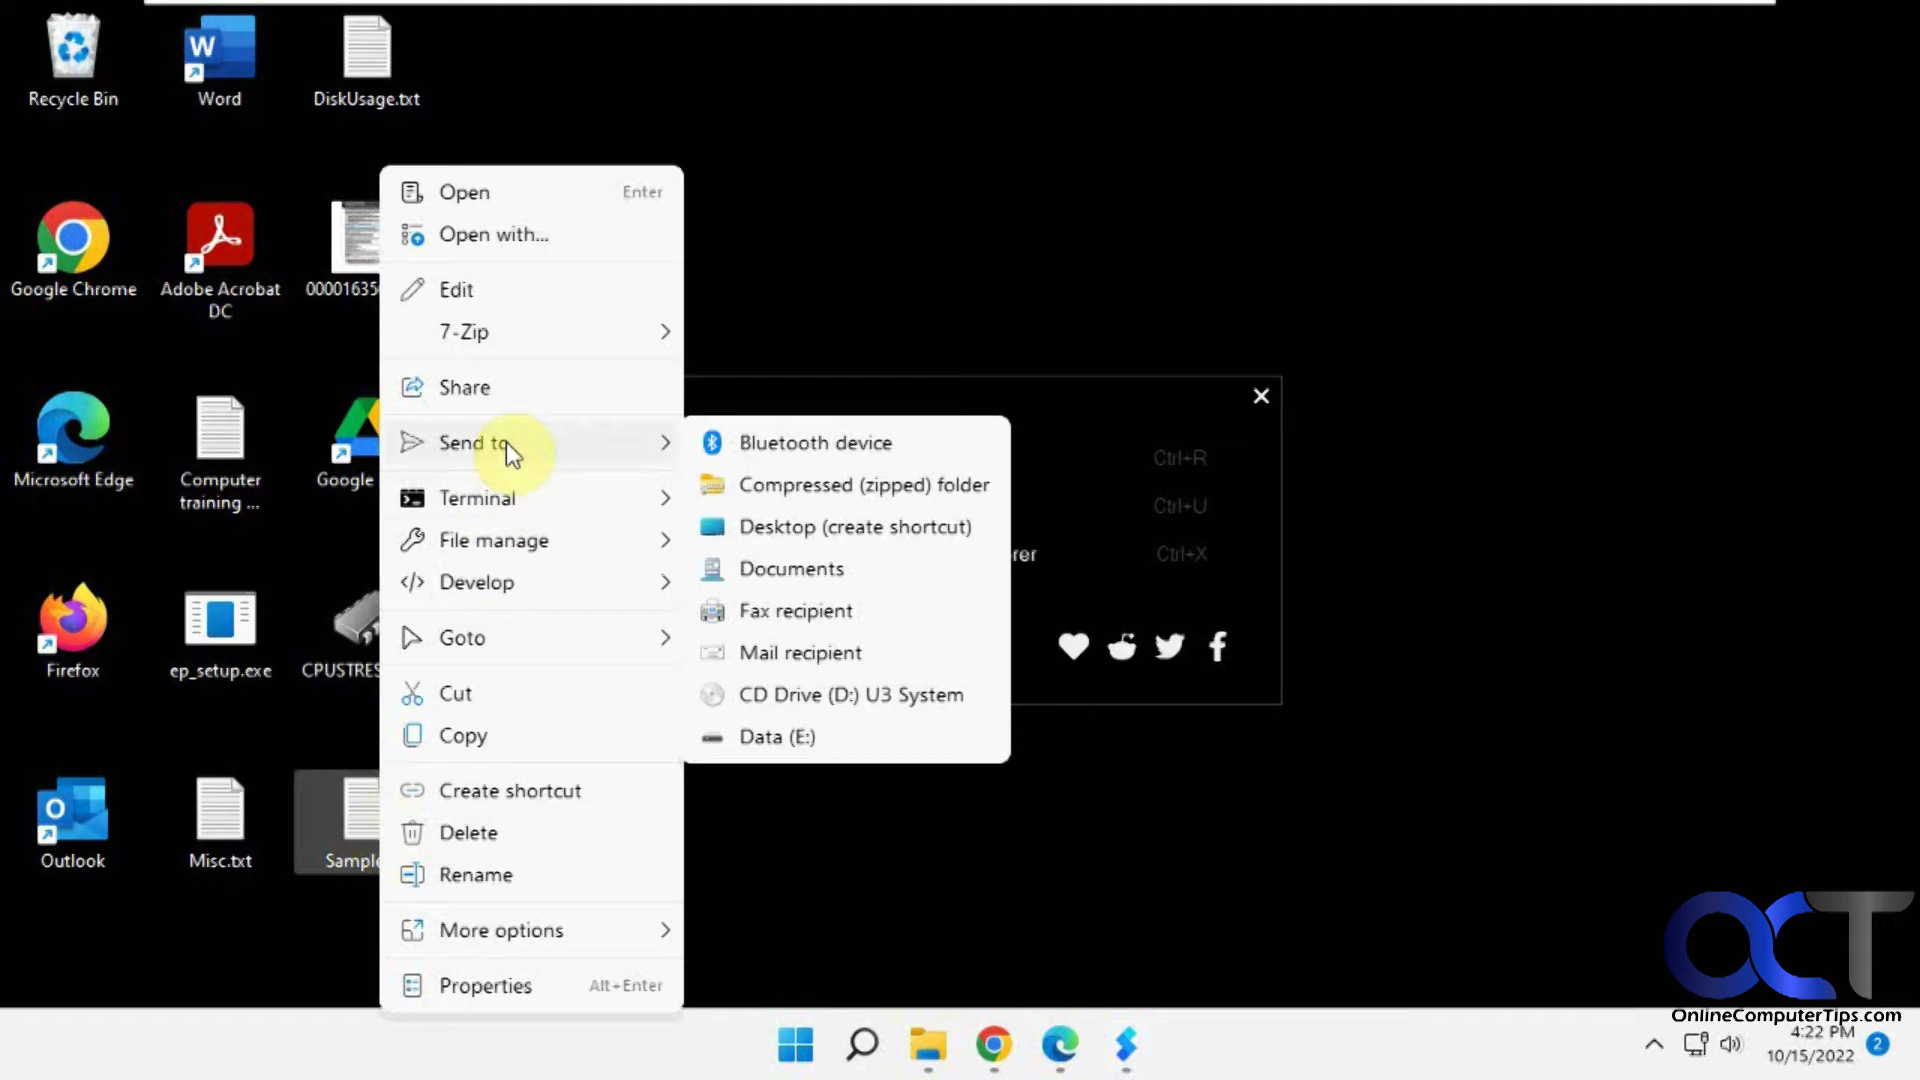 Recycle Bin
Word
DiskUsage.txt
Google Chrome
Adobe Acrobat
DC
00001635
Microsoft Edge
Computer
training ...
Google
Firefox
ep_setup.exe
CPUSTRES
Outlook
Misc.txt
Sample
Open Enter
Open with...
Edit
7-Zip
Share
Send to
Terminal
File manage
Develop
Goto
Cut
Copy
Create shortcut
Delete
Rename
More options
Properties Alt+Enter
Bluetooth device
Compressed (zipped) folder
Desktop (create shortcut)
Documents
Fax recipient
Mail recipient
CD Drive (D:) U3 System
Data (E:)
Ctrl+R
Ctrl+U
rer Ctrl+X
OCT
OnlineComputerTips.com
4:22 PM
10/15/2022
2